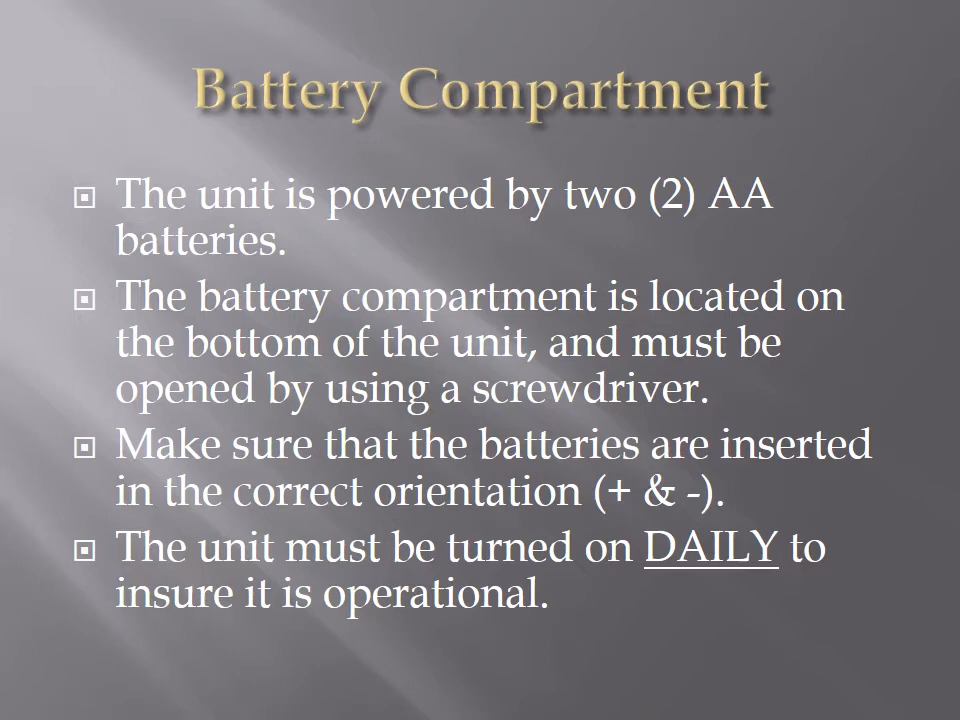 Battery Compartment
The unit is powered by two (2) AA
batteries.
The battery compartment is located on
the bottom of the unit, and must be
opened by using a screwdriver.
Make sure that the batteries are inserted
in the correct orientation (+ & -).
The unit must be turned on DAILY to
insure it is operational.